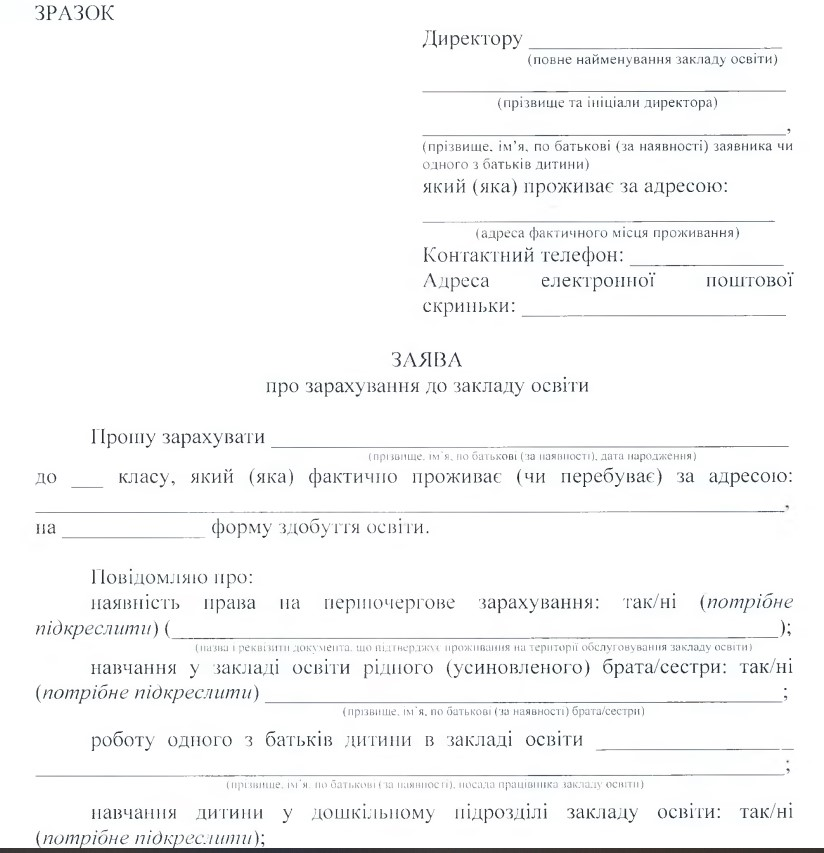 ЗРАЗОК
Директору ____________________
(повне найменування закладу освіти)
____________________
(прізвище та ініціали директора)
____________________,
(прізвище, ім’я, по батькові (за наявності) заявника чи
одного з батьків дитини)
який (яка) проживає за адресою:
____________________
(адреса фактичного місця проживання)
Контактний телефон: ____________
Адреса електронної поштової
скриньки: ____________________
ЗАЯВА
про зарахування до закладу освіти
Прошу зарахувати ____________________
(прізвище, ім’я, по батькові (за наявності), дата народження)
до ___ класу, який (яка) фактично проживає (чи перебуває) за адресою:
____________________,
на ____________ форму здобуття освіти.
Повідомляю про:
наявність права на першочергове зарахування: так/ні (потрібне
підкреслити) (____________________);
(назва і реквізити документа, що підтверджує проживання на території обслуговування закладу освіти)
навчання у закладі освіти рідного (усиновленого) брата/сестри: так/ні
(потрібне підкреслити) ____________________;
(прізвище, ім’я, по батькові (за наявності) брата/сестри)
роботу одного з батьків дитини в закладі освіти ____________
____________________;
(прізвище, ім’я, по батькові (за наявності), посада працівника закладу освіти)
навчання дитини у дошкільному підрозділі закладу освіти: так/ні
(потрібне підкреслити);